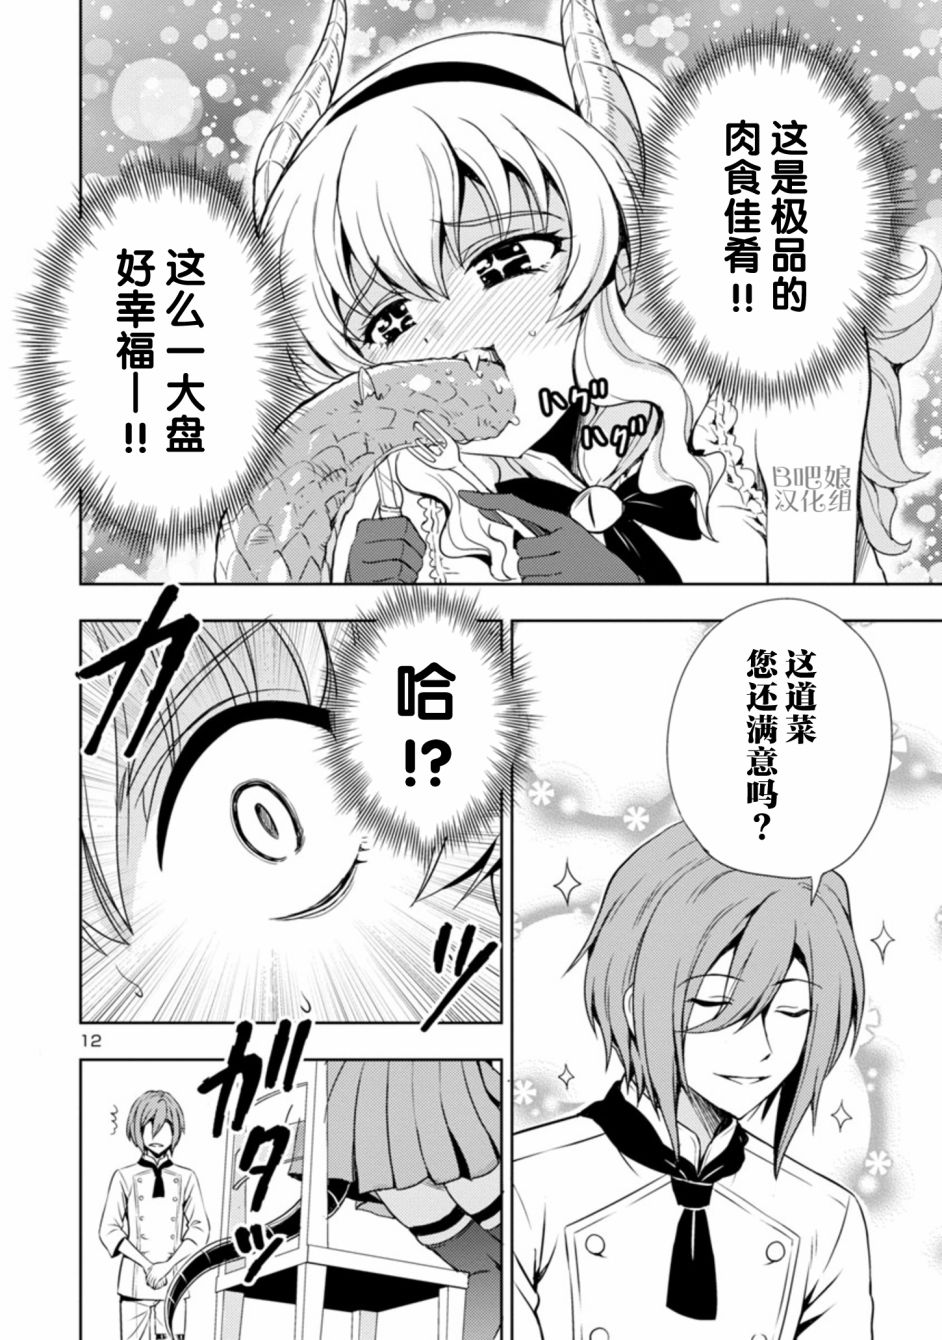 这是极品的
肉食佳肴!!
这么一大盘
好幸福—!!
ハグ゛
ハグ゛
B吧娘
汉化组
这道菜
您还满意吗？
哈
!?
カッ
ガタッ
12